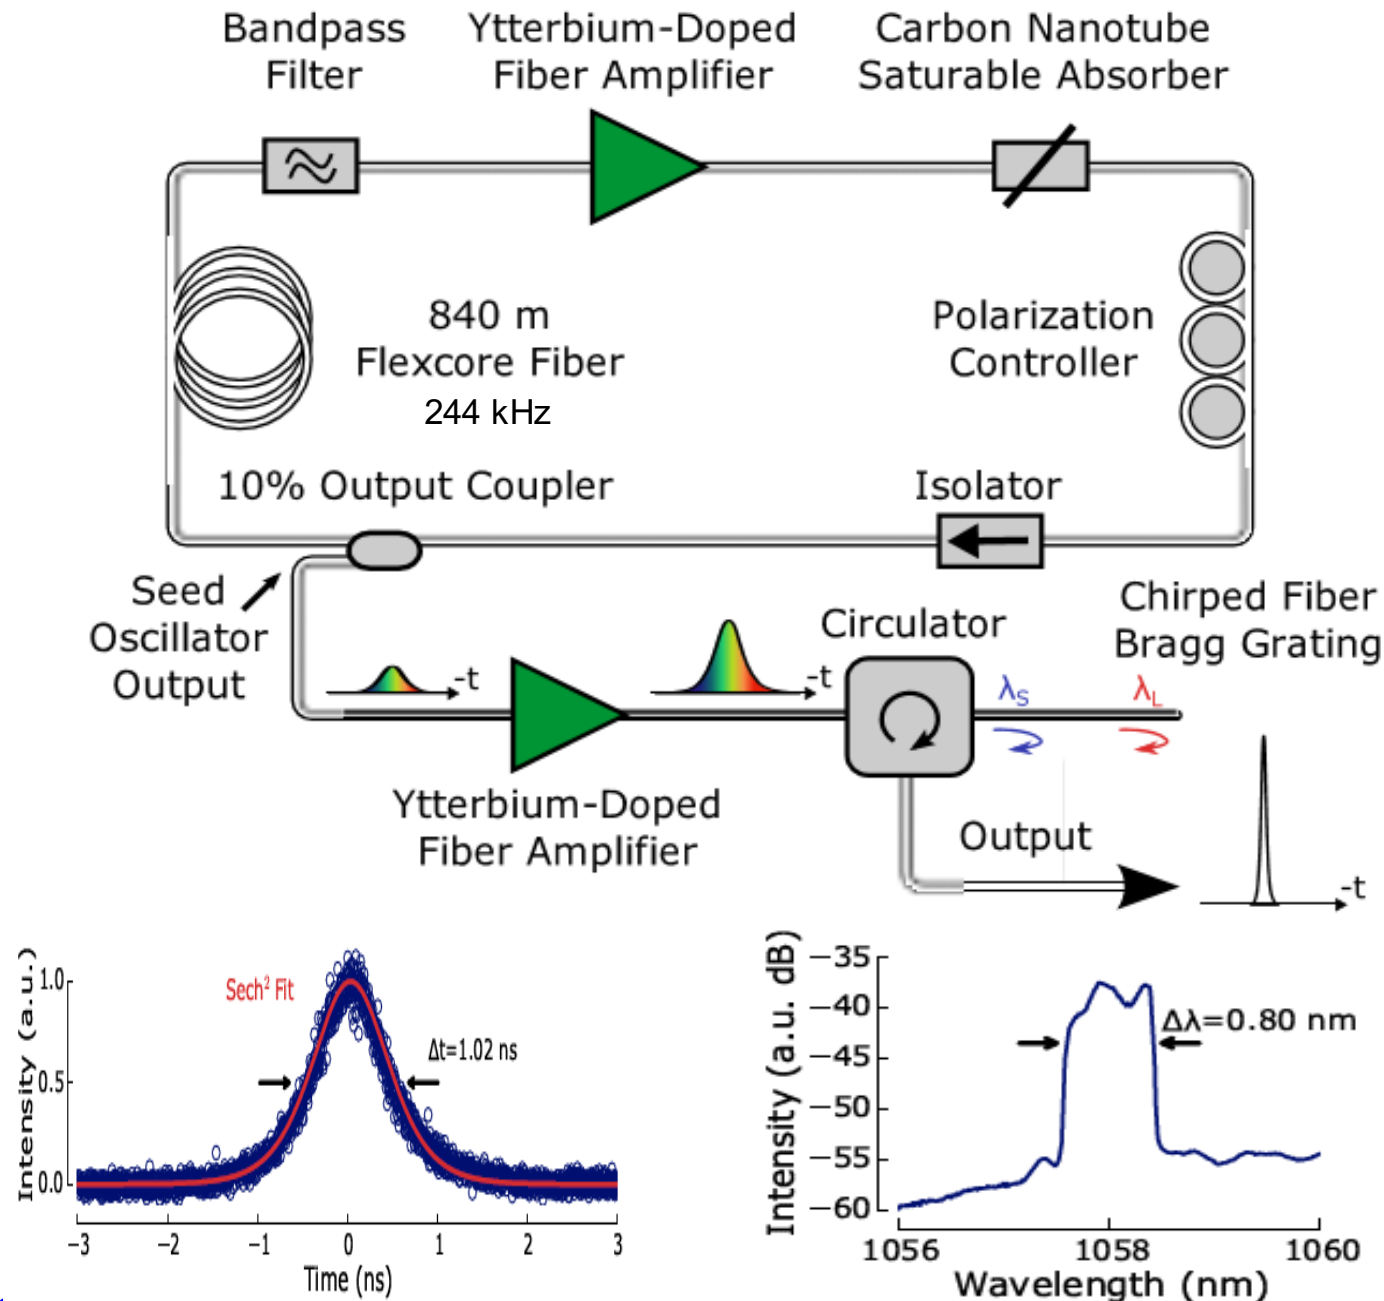 Bandpass
Filter
Ytterbium-Doped
Fiber Amplifier
Carbon Nanotube
Saturable Absorber
840 m
Flexcore Fiber
244 kHz
Polarization
Controller
10% Output Coupler
Isolator
Seed
Oscillator
Output
-t
-t
Circulator
Chirped Fiber
Bragg Grating
λS
λL
Ytterbium-Doped
Fiber Amplifier
Output
-t
Intensity (a.u.)
1.0
0.5
0.0
Sech² Fit
Δt=1.02 ns
−3 −2 −1 0 1 2 3
Time (ns)
Intensity (a.u. dB)
−35
−40
−45
−50
−55
−60
Δλ=0.80 nm
1056 1058 1060
Wavelength (nm)